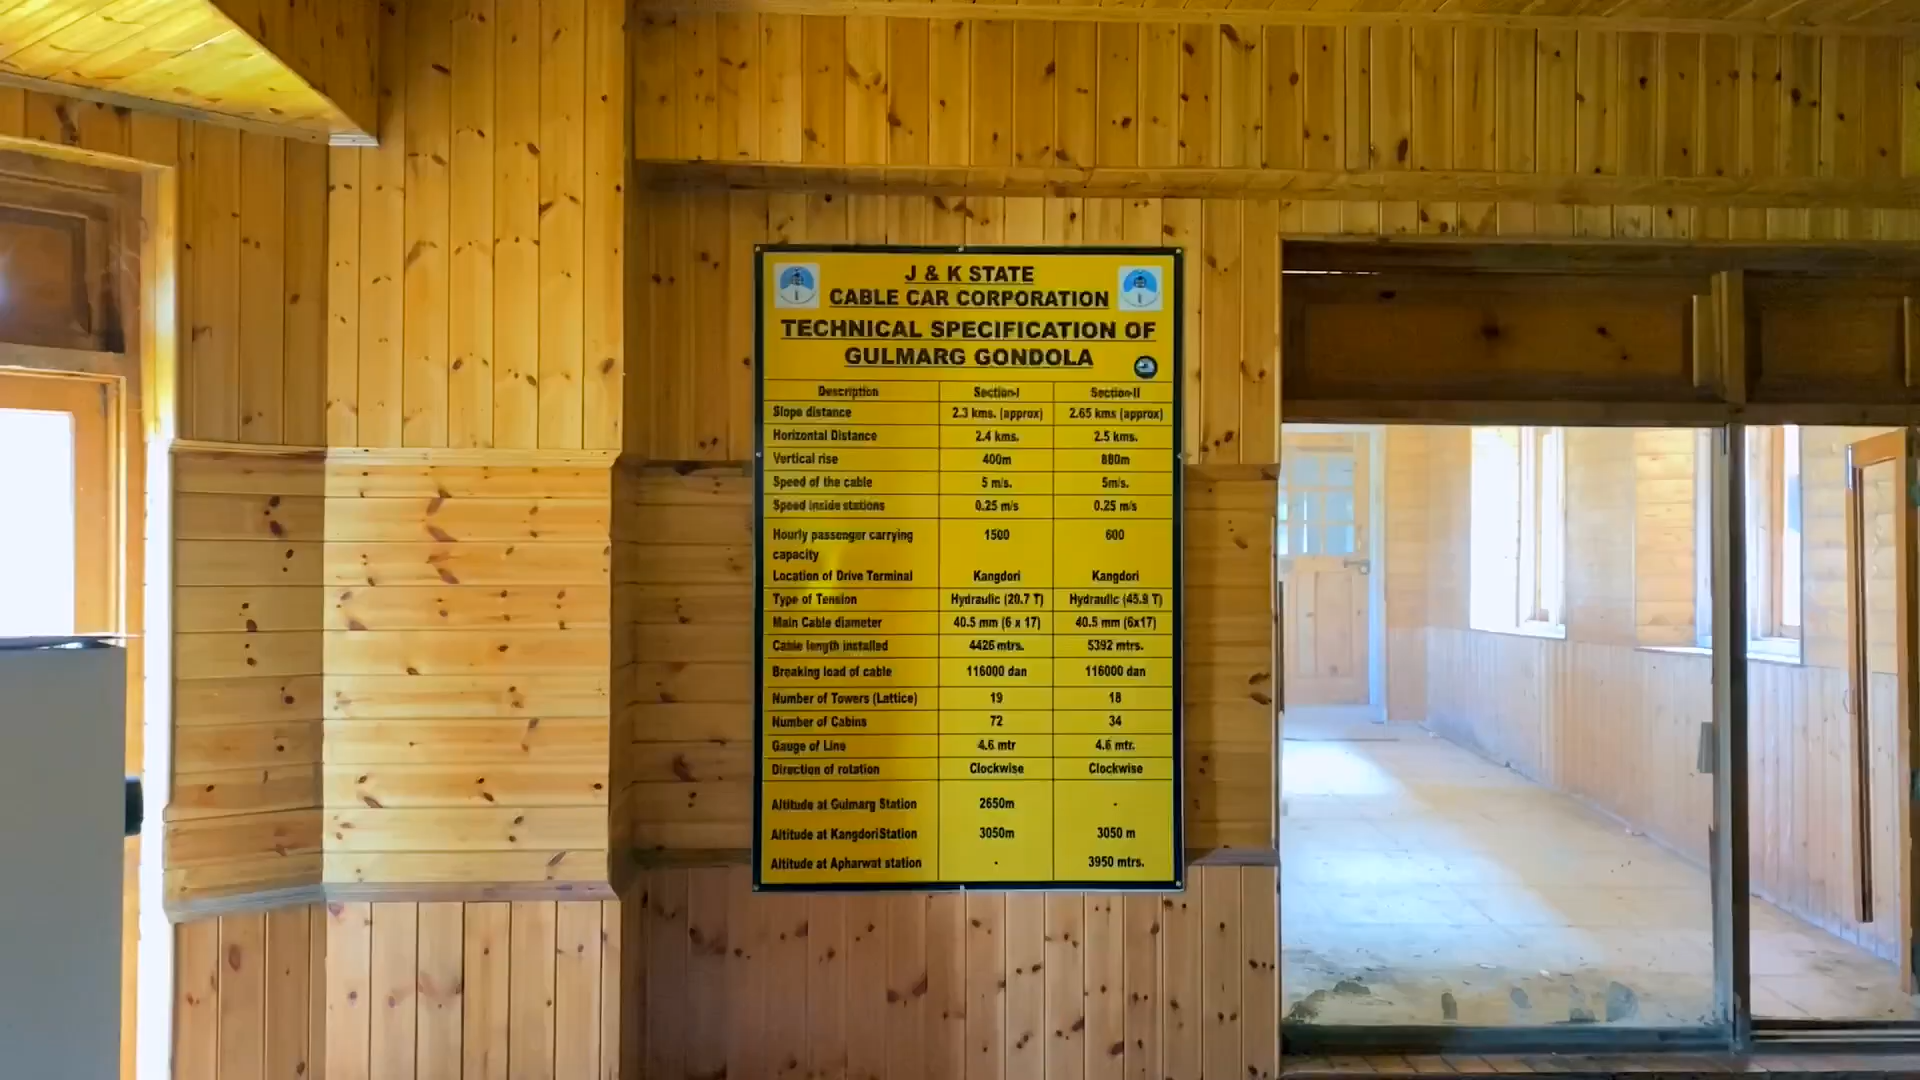 J & K STATE
CABLE CAR CORPORATION
TECHNICAL SPECIFICATION OF
GULMARG GONDOLA
Description Section-I Section-II
Slope distance 2.3 kms. (approx) 2.65 kms (approx)
Horizontal Distance 2.4 kms. 2.5 kms.
Vertical rise 400m 880m
Speed of the cable 5 m/s. 5m/s.
Speed inside stations 0.25 m/s 0.25 m/s
Hourly passenger carrying 1500 600
capacity
Location of Drive Terminal Kangdori Kangdori
Type of Tension Hydraulic (20.7 T) Hydraulic (45.9 T)
Main Cable diameter 40.5 mm (6 x 17) 40.5 mm (6x17)
Cable length installed 4426 mtrs. 5392 mtrs.
Breaking load of cable 116000 dan 116000 dan
Number of Towers (Lattice) 19 18
Number of Cabins 72 34
Gauge of Line 4.6 mtr 4.6 mtr.
Direction of rotation Clockwise Clockwise
Altitude at Gulmarg Station 2650m -
Altitude at KangdoriStation 3050m 3050 m
Altitude at Apharwat station - 3950 mtrs.